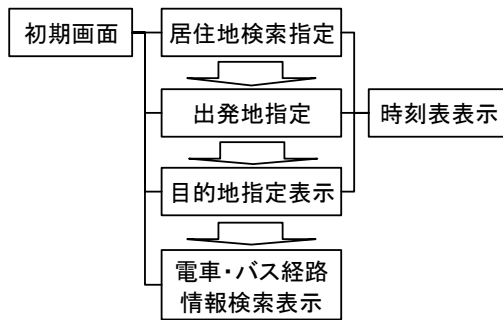 初期画面
居住地検索指定
出発地指定
時刻表表示
目的地指定表示
電車・バス経路
情報検索表示